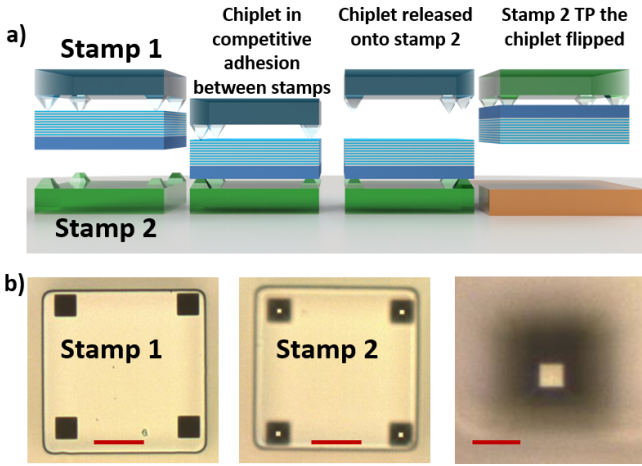 a)
Stamp 1
Chiplet in
competitive
adhesion
between stamps
Chiplet released
onto stamp 2
Stamp 2 TP the
chiplet flipped
Stamp 2
b)
Stamp 1
Stamp 2